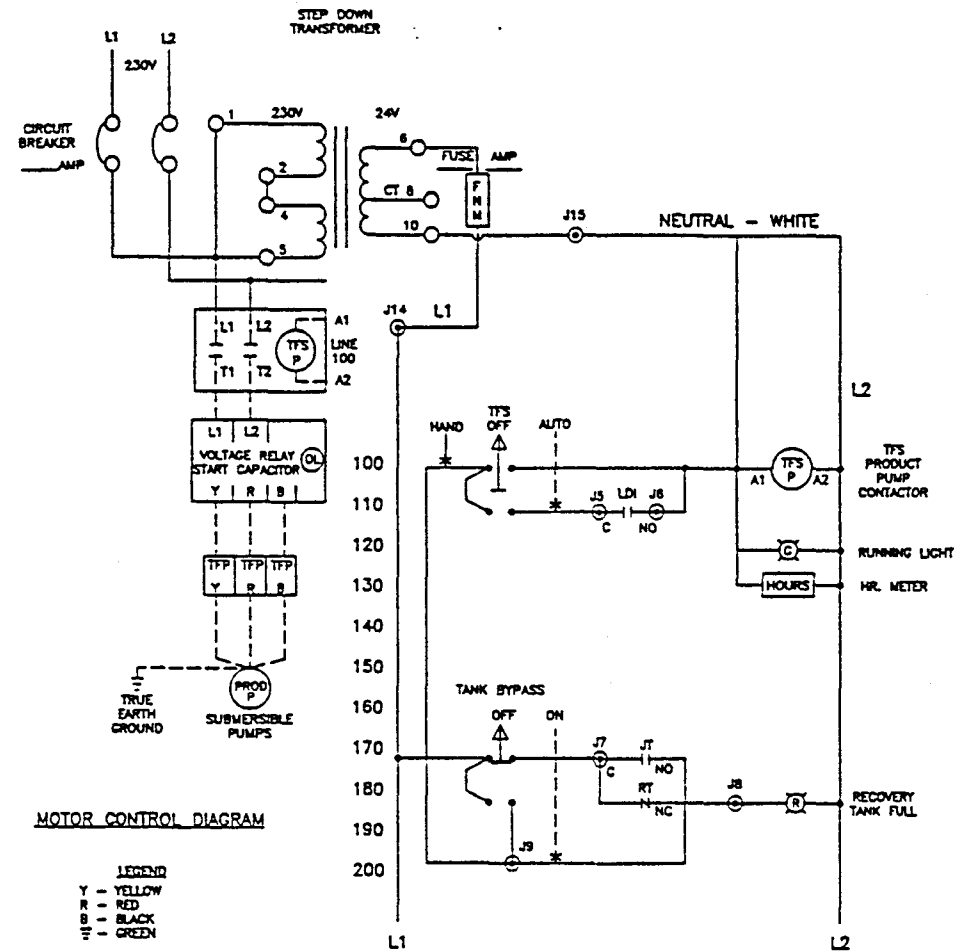 STEP DOWN
TRANSFORMER
L1
L2
230V
CIRCUIT
BREAKER
AMP
1
230V
24V
2
4
5
6
CT 8
10
FUSE
AMP
F
N
M
J15
NEUTRAL - WHITE
J14
L1
L1
L2
TFS
P
A1
LINE
100
A2
T1
T2
L2
L1
L2
VOLTAGE RELAY
START CAPACITOR
OL
Y
R
B
HAND
TFS
OFF
AUTO
100
A1
TFS
P
A2
TFS
PRODUCT
PUMP
CONTACTOR
110
J5
LDI
J6
C
NO
120
G
RUNNING LIGHT
TFP
TFP
TFP
Y
R
B
130
HOURS
HR. METER
140
150
PROD
P
TRUE
EARTH
GROUND
SUBMERSIBLE
PUMPS
TANK BYPASS
160
OFF
ON
170
J7
C
JT
NO
180
RT
NC
J8
R
RECOVERY
TANK FULL
190
J9
200
MOTOR CONTROL DIAGRAM
LEGEND
Y - YELLOW
R - RED
B - BLACK
- GREEN
L1
L2